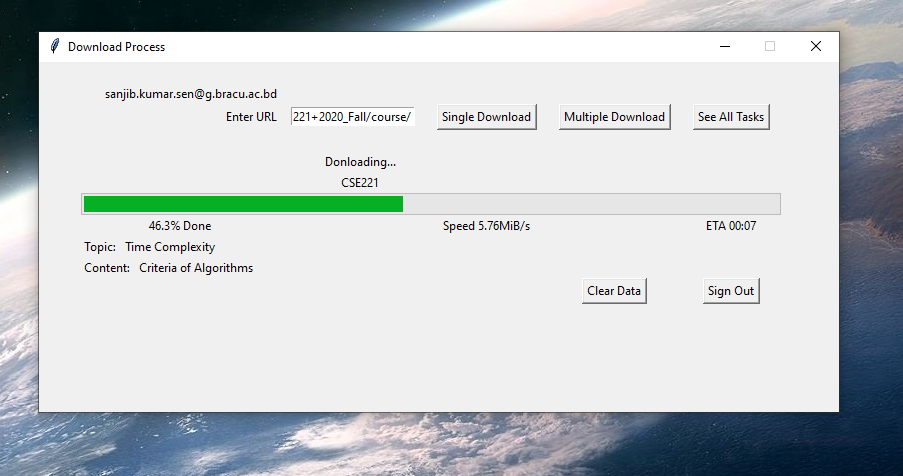 Download Process
sanjib.kumar.sen@g.bracu.ac.bd
Enter URL 221+2020_Fall/course/ Single Download Multiple Download See All Tasks
Donloading...
CSE221
46.3% Done Speed 5.76MiB/s ETA 00:07
Topic: Time Complexity
Content: Criteria of Algorithms
Clear Data Sign Out